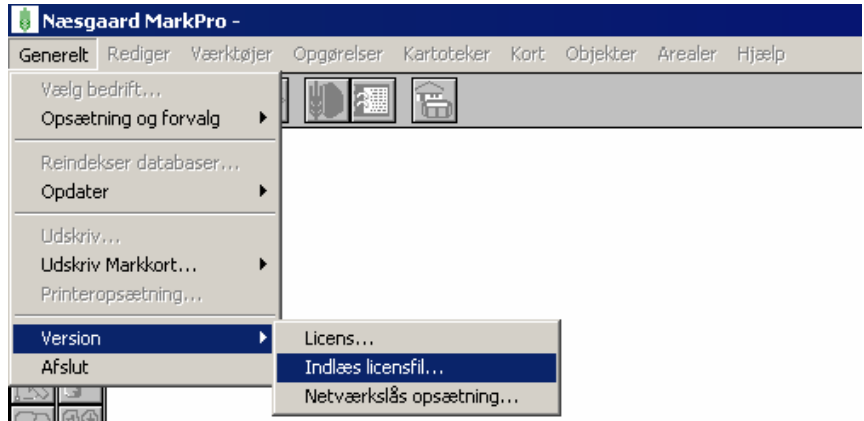 Næsgaard MarkPro -
Generelt Rediger Værktøjer Opgørelser Kartoteker Kort Objekter Arealer Hjælp
Vælg bedrift...
Opsætning og forvalg
Reindekser databaser...
Opdater
Udskriv...
Udskriv Markkort...
Printeropsætning...
Version
Licens...
Afslut
Indlæs licensfil...
Netværkslås opsætning...